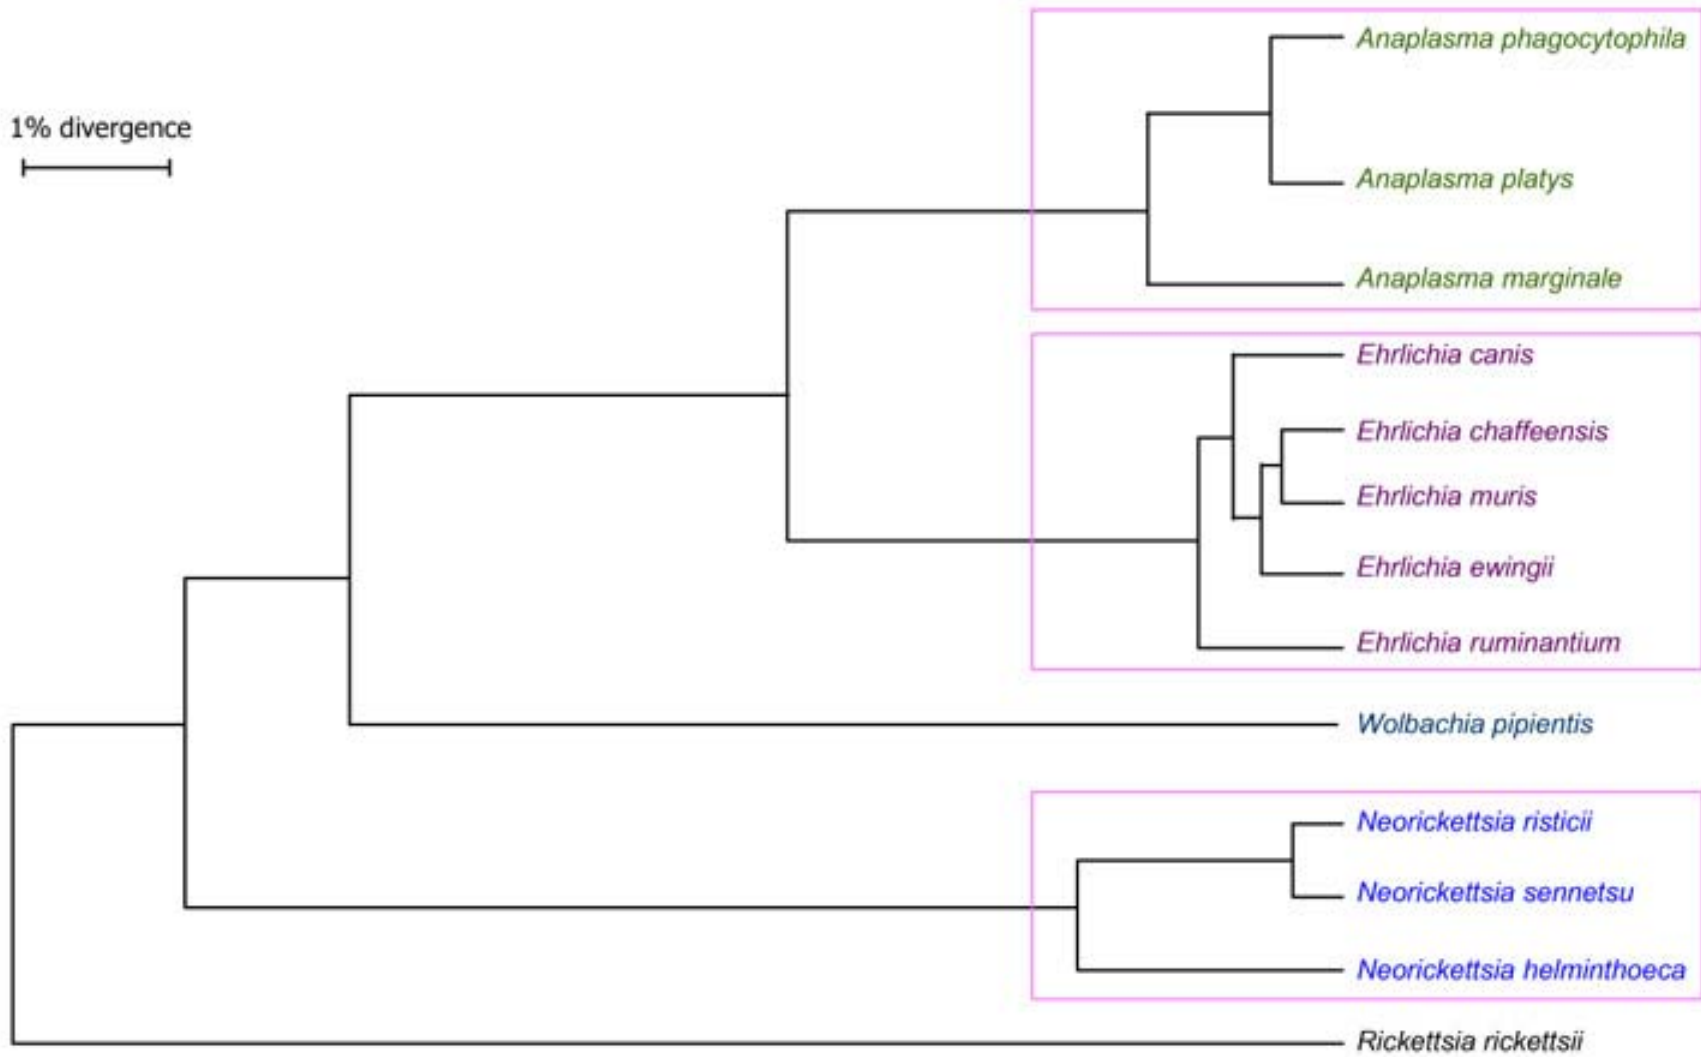 Anaplasma phagocytophila
1% divergence
Anaplasma platys
Anaplasma marginale
Ehrlichia canis
Ehrlichia chaffeensis
Ehrlichia muris
Ehrlichia ewingii
Ehrlichia ruminantium
Wolbachia pipientis
Neorickettsia risticii
Neorickettsia sennetsu
Neorickettsia helminthoeca
Rickettsia rickettsii